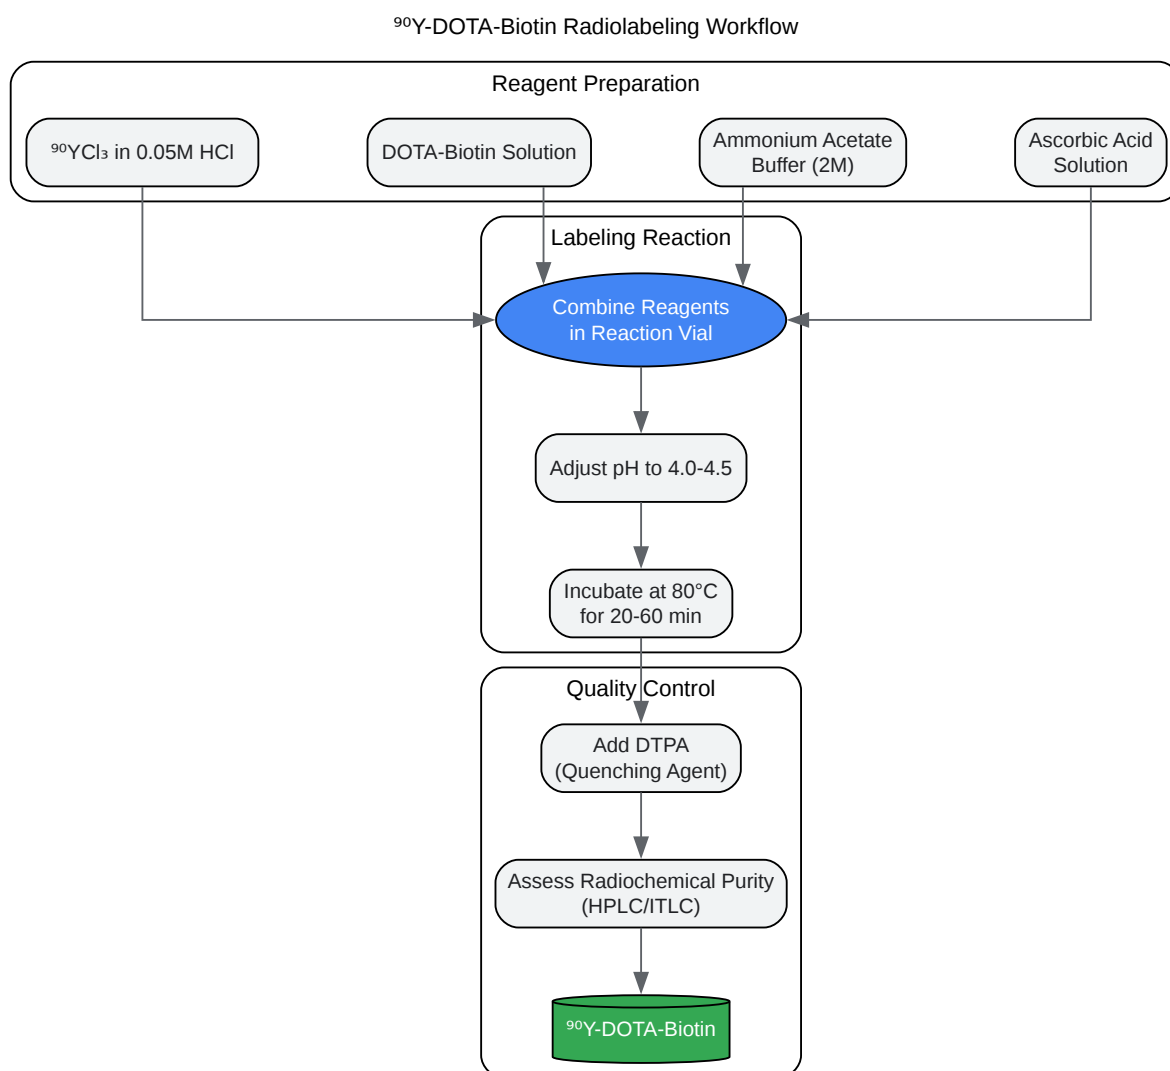 ⁹⁰Y-DOTA-Biotin Radiolabeling Workflow
Reagent Preparation
⁹⁰YCl₃ in 0.05M HCl
DOTA-Biotin Solution
Ammonium Acetate
Buffer (2M)
Ascorbic Acid
Solution
Labeling Reaction
Combine Reagents
in Reaction Vial
Adjust pH to 4.0-4.5
Incubate at 80°C
for 20-60 min
Quality Control
Add DTPA
(Quenching Agent)
Assess Radiochemical Purity
(HPLC/ITLC)
⁹⁰Y-DOTA-Biotin